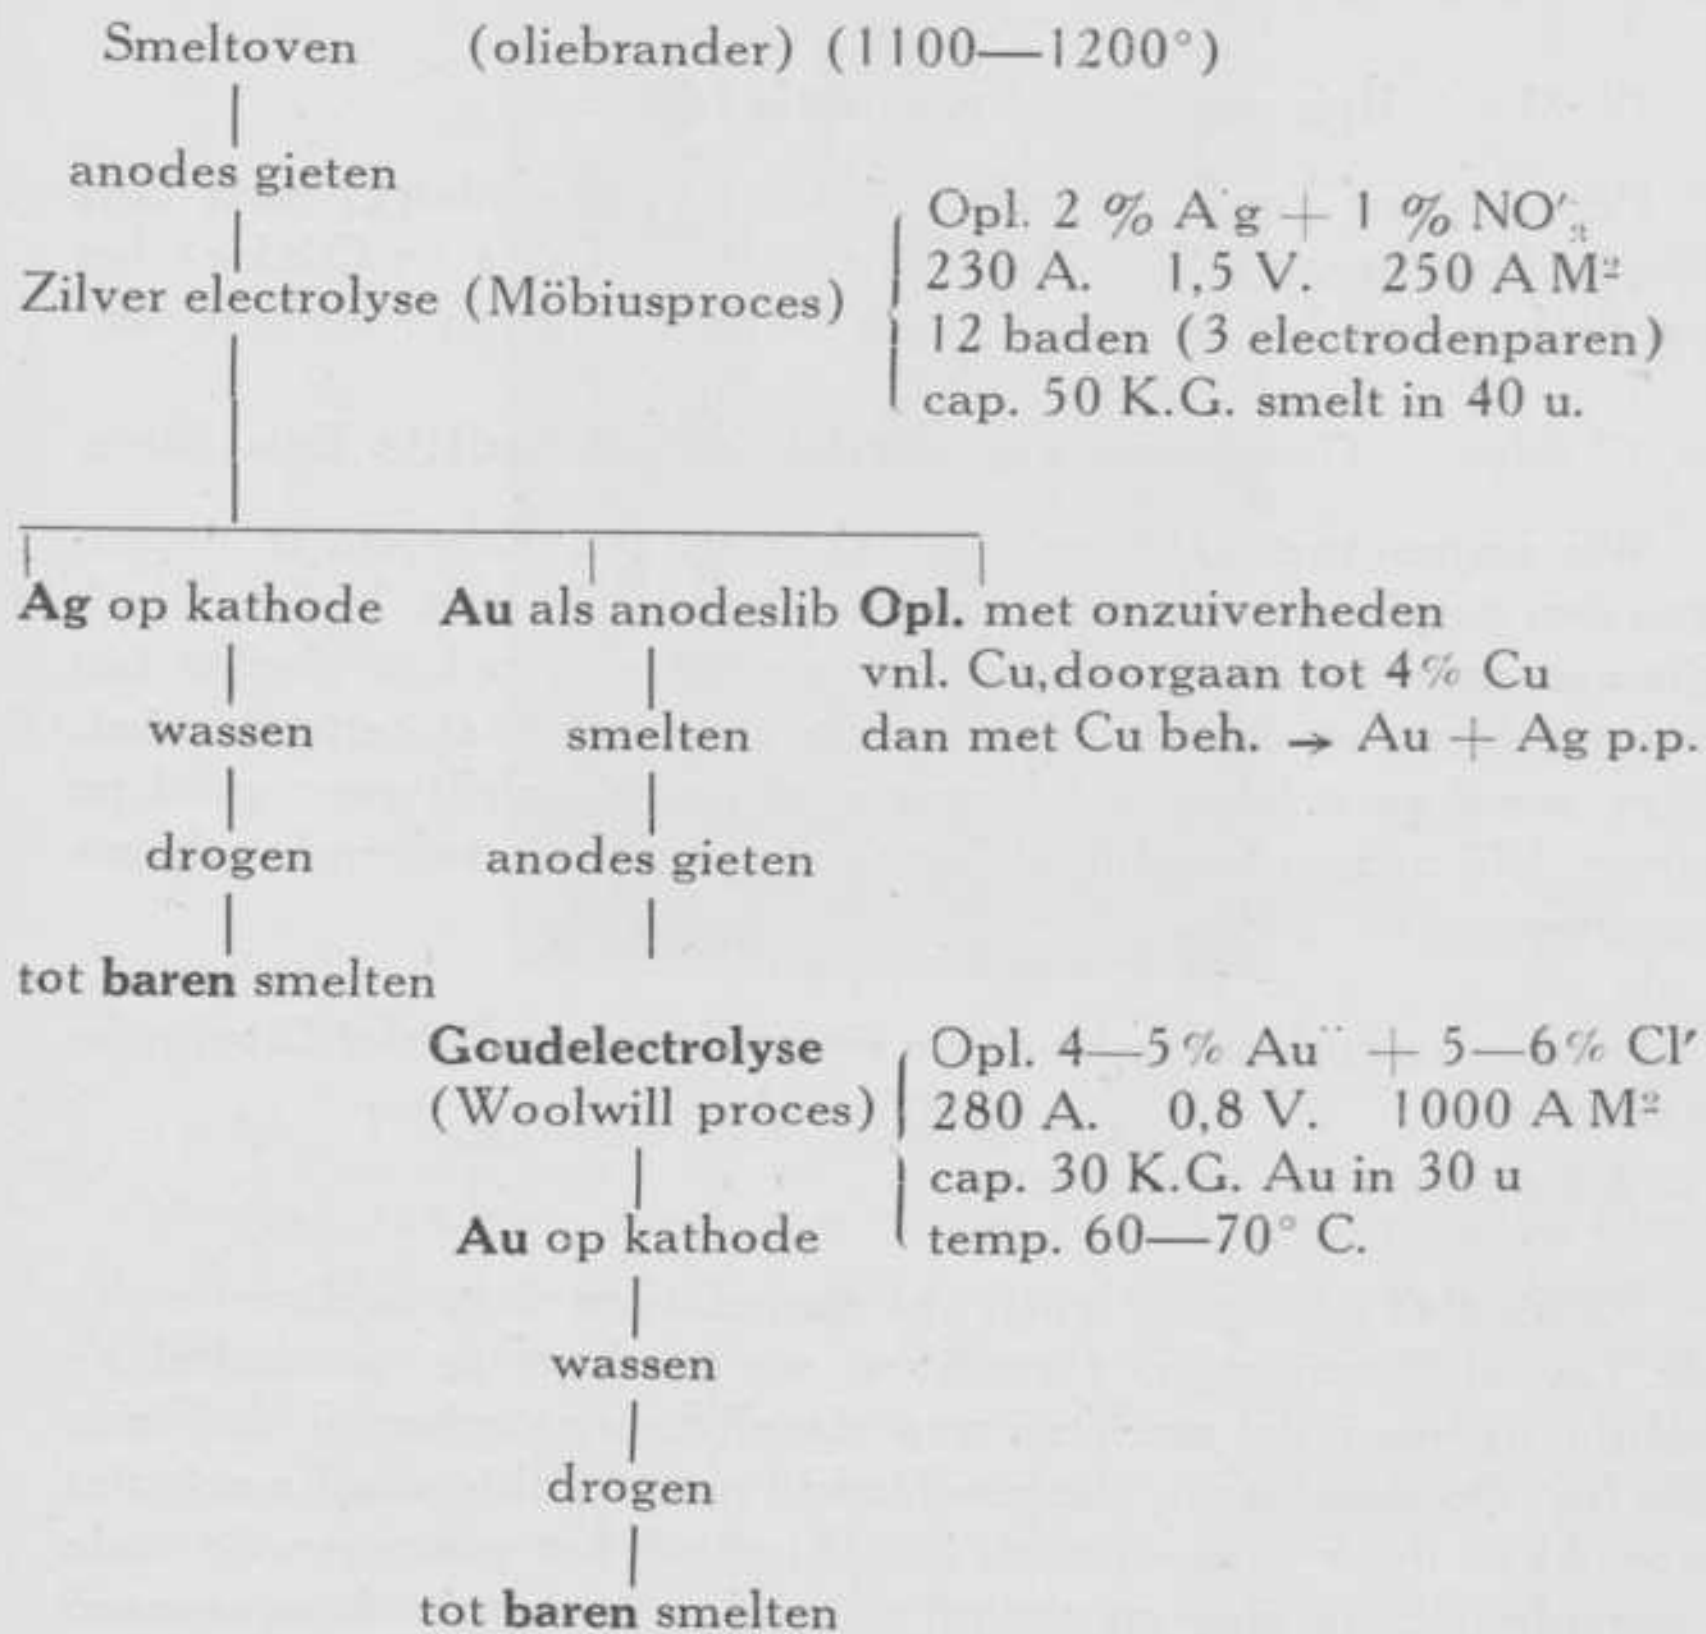 Smeltoven (oliebrander) (1100—1200°)
anodes gieten
Zilver electrolyse (Möbiusproces)
Opl. 2 % A˙g + 1 % NO′₃
230 A. 1,5 V. 250 A M²
12 baden (3 electrodenparen)
cap. 50 K.G. smelt in 40 u.
Ag op kathode
wassen
drogen
tot baren smelten
Au als anodeslib
smelten
anodes gieten
Opl. met onzuiverheden
vnl. Cu, doorgaan tot 4% Cu
dan met Cu beh. → Au + Ag p.p.
Goudelectrolyse
(Woolwill proces)
Opl. 4—5% Au¨ + 5—6% Cl′
280 A. 0,8 V. 1000 A M²
cap. 30 K.G. Au in 30 u
temp. 60—70° C.
Au op kathode
wassen
drogen
tot baren smelten